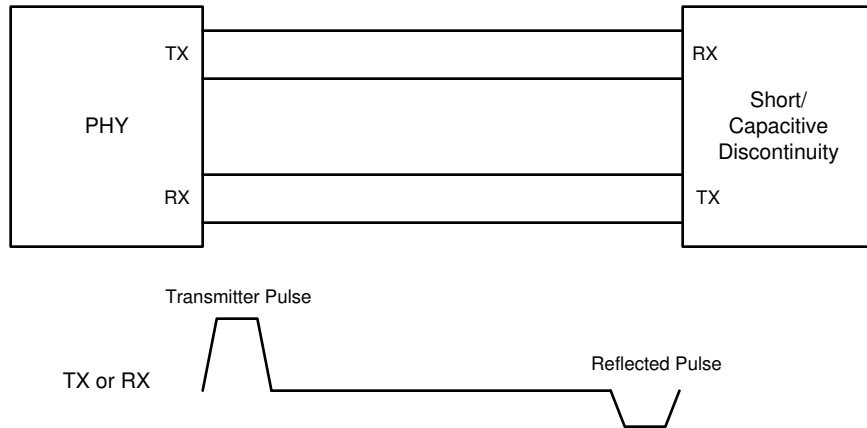 TX
RX
PHY
Short/
Capacitive
Discontinuity
RX
TX
Transmitter Pulse
Reflected Pulse
TX or RX